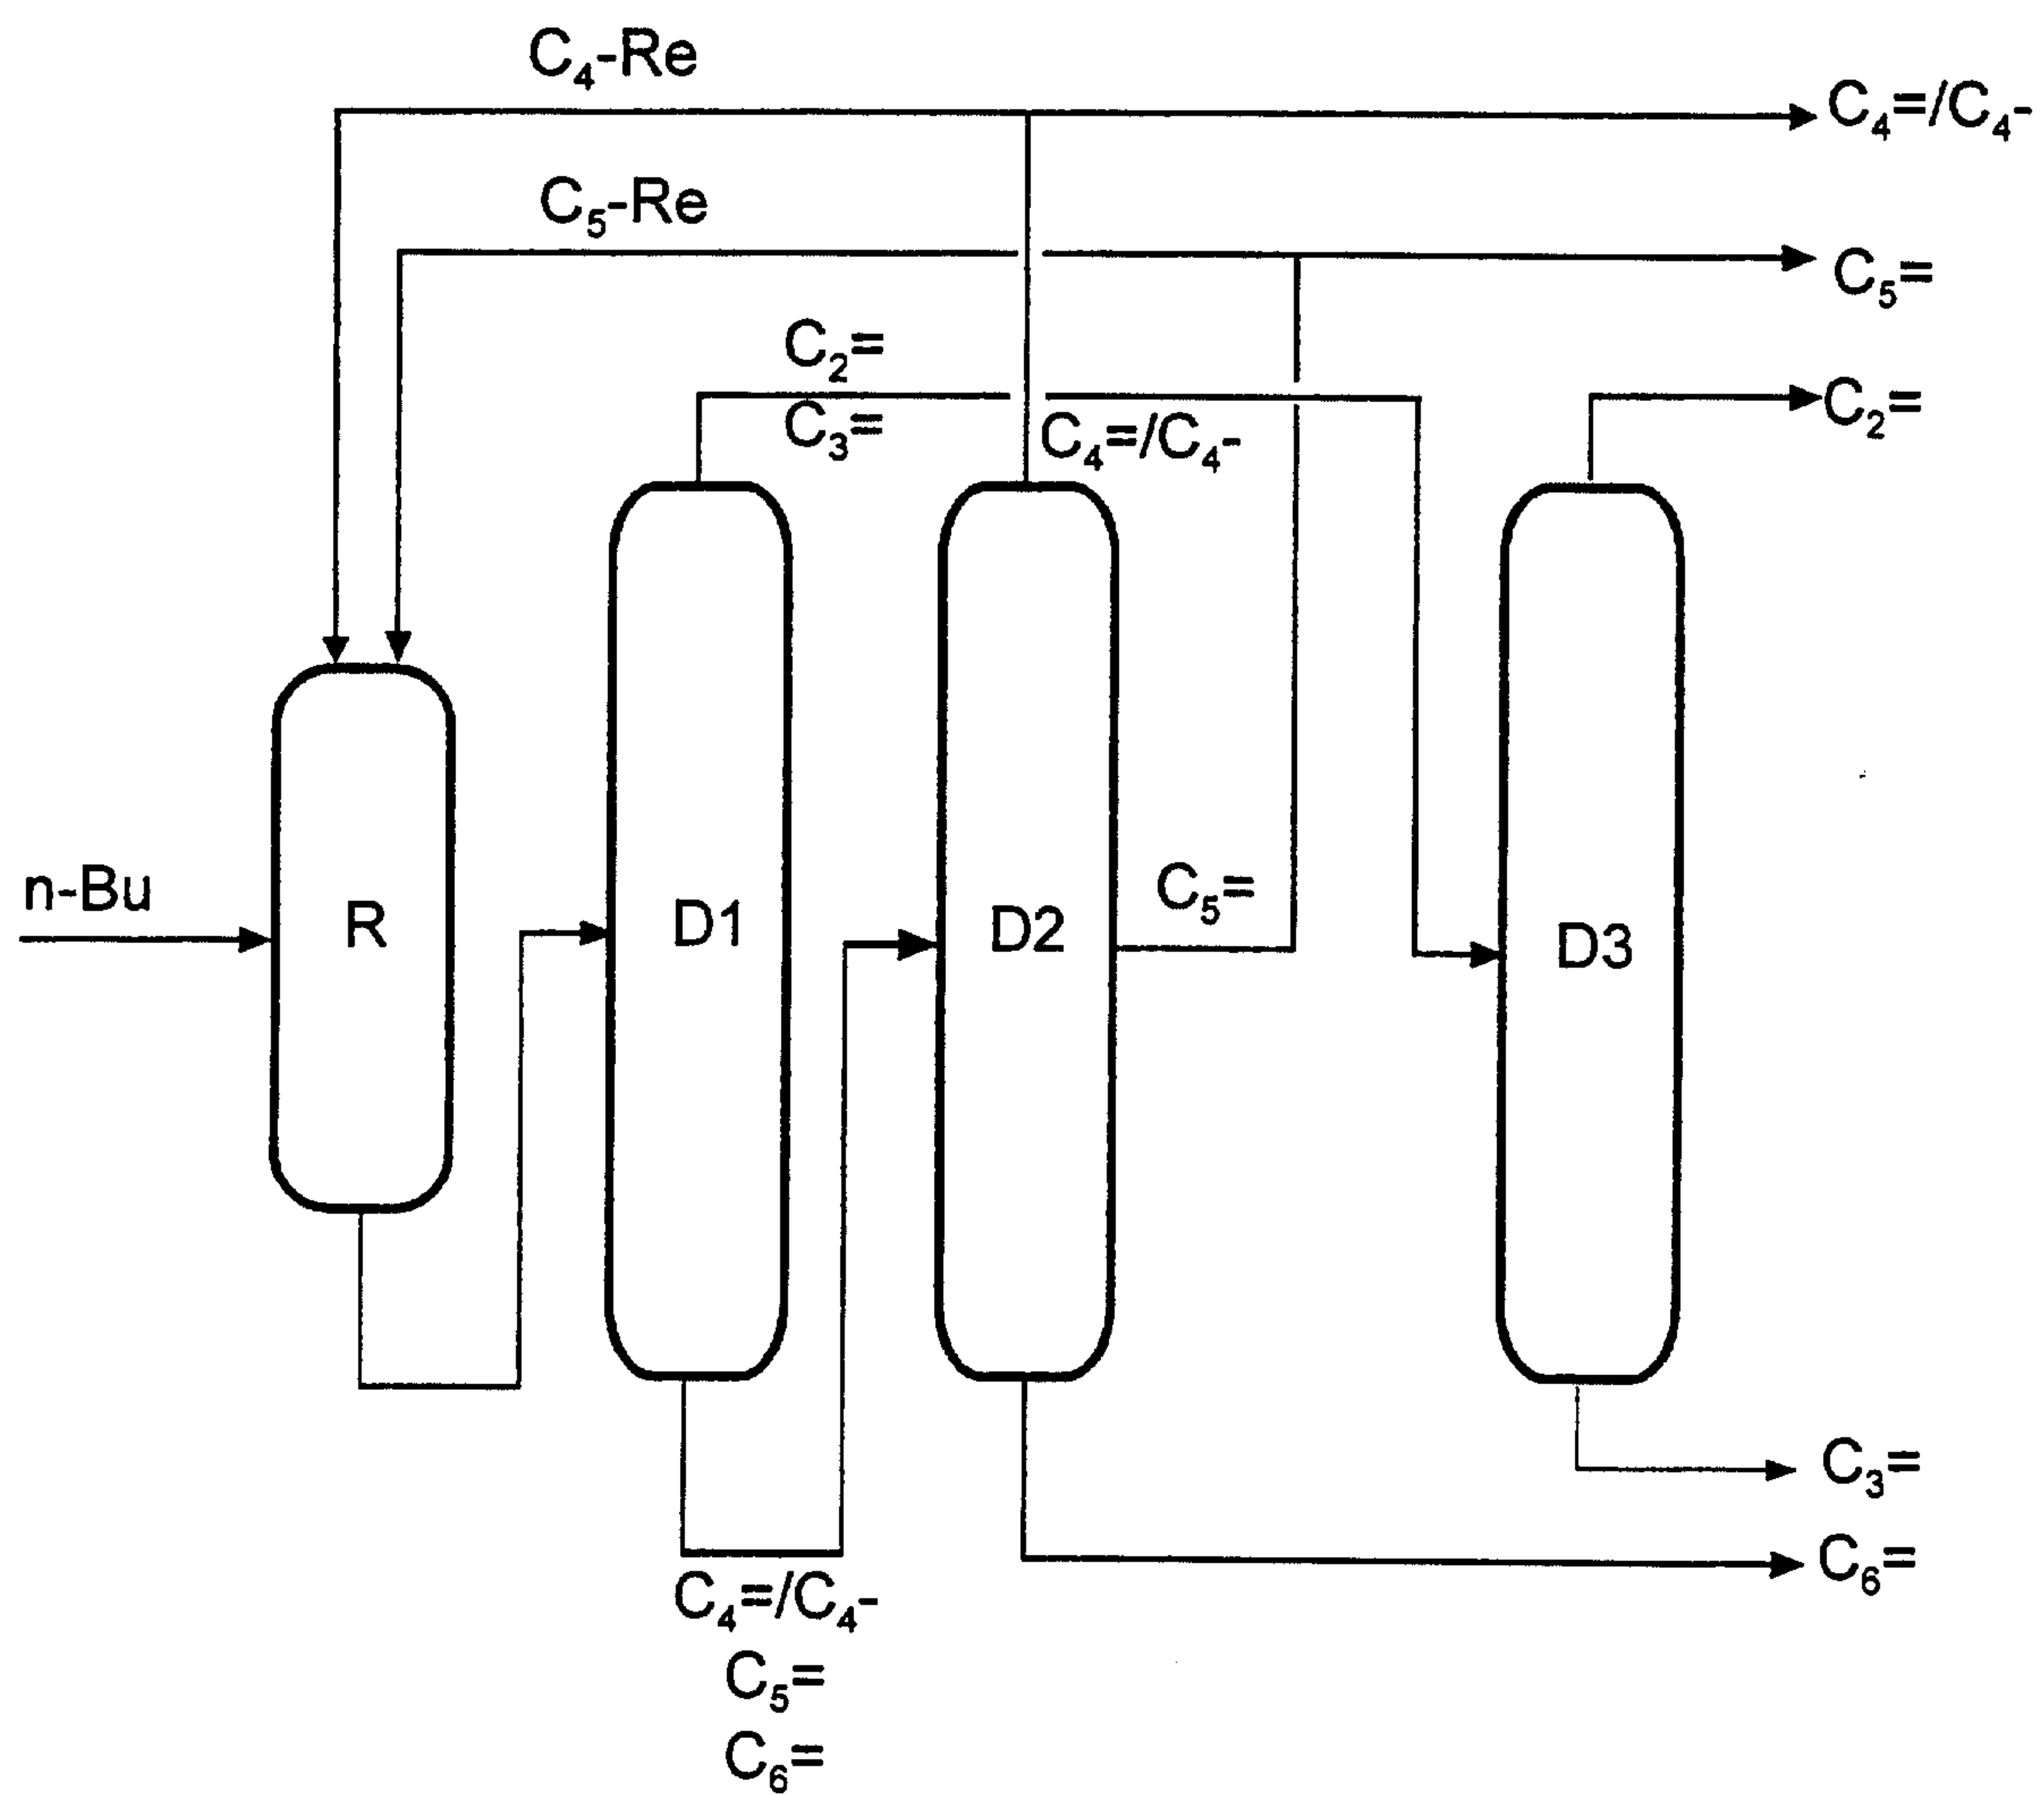 C₄-Re
C₄=/C₄-
C₅-Re
C₅=
C₂=
C₃=
C₂=
C₄=/C₄-
n-Bu
R
D1
D2
C₅=
D3
C₃=
C₆=
C₄=/C₄-
C₅=
C₆=